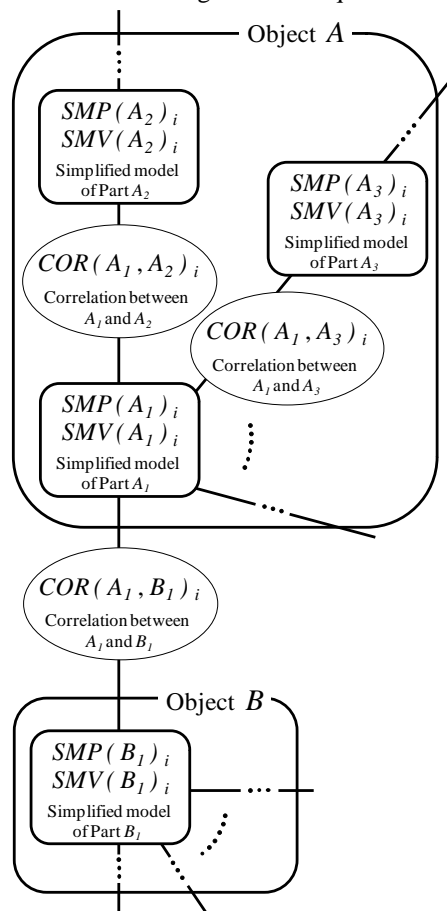 Object A
SMP(A2)i
SMV(A2)i
Simplified model
of Part A2
SMP(A3)i
SMV(A3)i
Simplified model
of Part A3
COR(A1, A2)i
Correlation between
A1 and A2
COR(A1, A3)i
Correlation between
A1 and A3
SMP(A1)i
SMV(A1)i
Simplified model
of Part A1
COR(A1, B1)i
Correlation between
A1 and B1
Object B
SMP(B1)i
SMV(B1)i
Simplified model
of Part B1